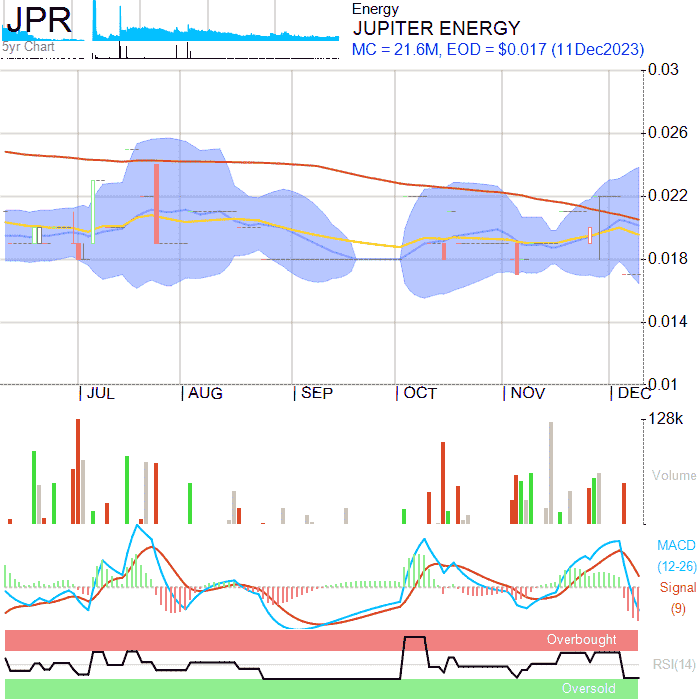 JPR
5yr Chart
Energy
JUPITER ENERGY
MC = 21.6M, EOD = $0.017 (11Dec2023)
0.03
0.026
0.022
0.018
0.014
0.01
JUL
AUG
SEP
OCT
NOV
DEC
128k
Volume
MACD
(12-26)
Signal
(9)
Overbought
RSI(14)
Oversold